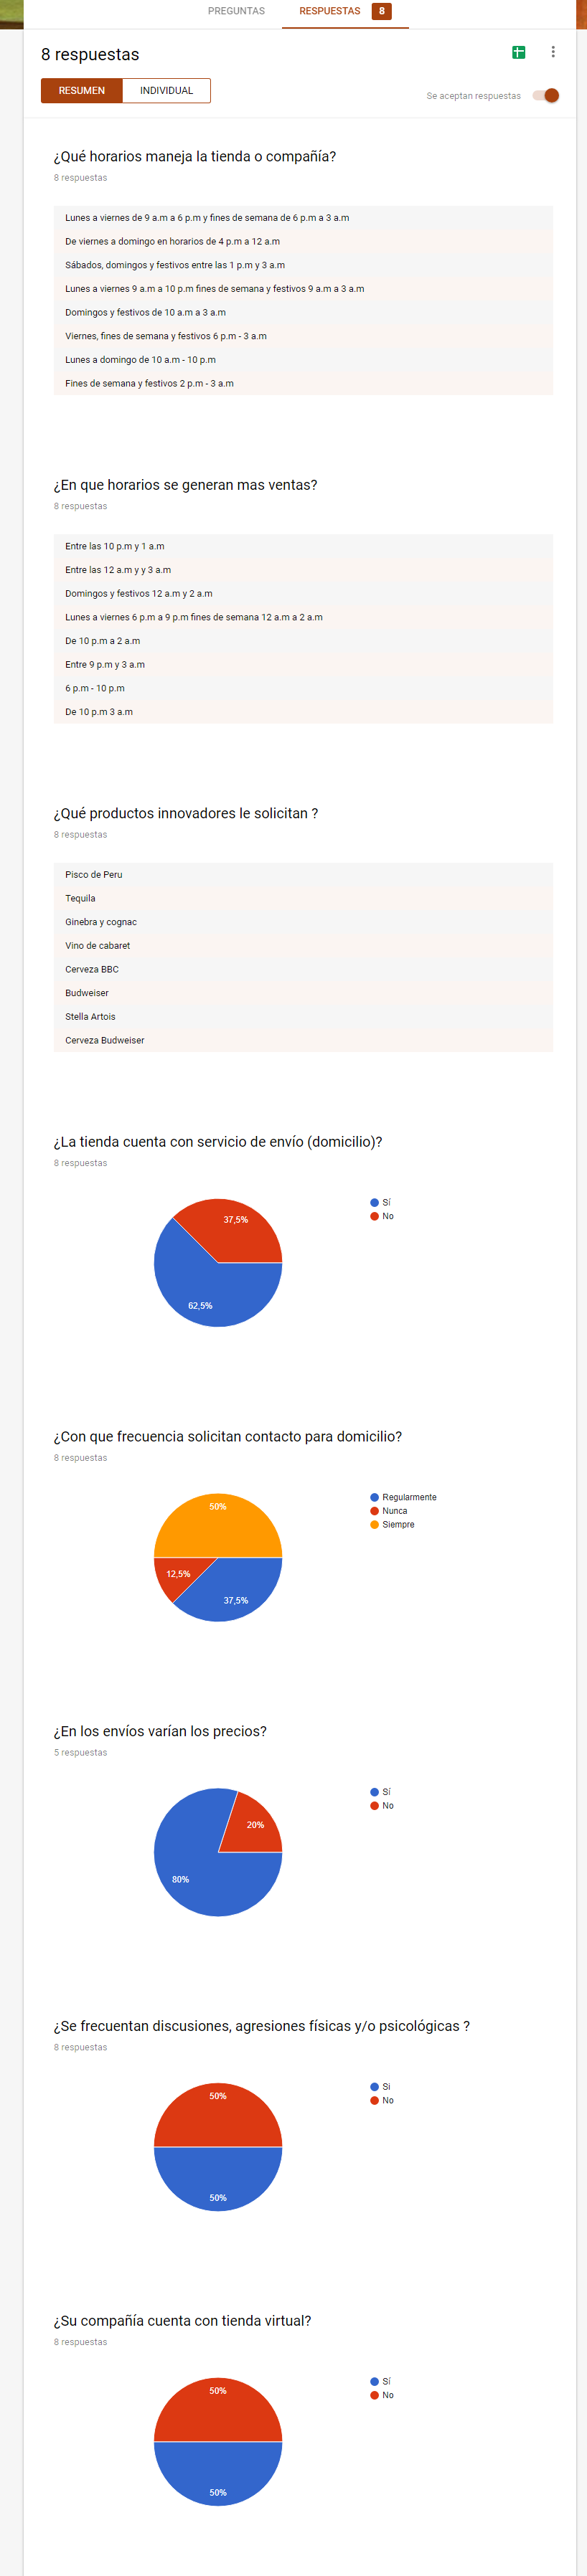 PREGUNTAS
RESPUESTAS 8
8 respuestas
RESUMEN
INDIVIDUAL
Se aceptan respuestas
¿Qué horarios maneja la tienda o compañía?
8 respuestas
Lunes a viernes de 9 a.m a 6 p.m y fines de semana de 6 p.m a 3 a.m
De viernes a domingo en horarios de 4 p.m a 12 a.m
Sábados, domingos y festivos entre las 1 p.m y 3 a.m
Lunes a viernes 9 a.m a 10 p.m fines de semana y festivos 9 a.m a 3 a.m
Domingos y festivos de 10 a.m a 3 a.m
Viernes, fines de semana y festivos 6 p.m - 3 a.m
Lunes a domingo de 10 a.m - 10 p.m
Fines de semana y festivos 2 p.m - 3 a.m
¿En que horarios se generan mas ventas?
8 respuestas
Entre las 10 p.m y 1 a.m
Entre las 12 a.m y y 3 a.m
Domingos y festivos 12 a.m y 2 a.m
Lunes a viernes 6 p.m a 9 p.m fines de semana 12 a.m a 2 a.m
De 10 p.m a 2 a.m
Entre 9 p.m y 3 a.m
6 p.m - 10 p.m
De 10 p.m 3 a.m
¿Qué productos innovadores le solicitan ?
8 respuestas
Pisco de Peru
Tequila
Ginebra y cognac
Vino de cabaret
Cerveza BBC
Budweiser
Stella Artois
Cerveza Budweiser
¿La tienda cuenta con servicio de envío (domicilio)?
8 respuestas
Sí
No
37,5%
62,5%
¿Con que frecuencia solicitan contacto para domicilio?
8 respuestas
Regularmente
Nunca
Siempre
50%
12,5%
37,5%
¿En los envíos varían los precios?
5 respuestas
Sí
No
20%
80%
¿Se frecuentan discusiones, agresiones físicas y/o psicológicas ?
8 respuestas
Si
No
50%
50%
¿Su compañía cuenta con tienda virtual?
8 respuestas
Sí
No
50%
50%